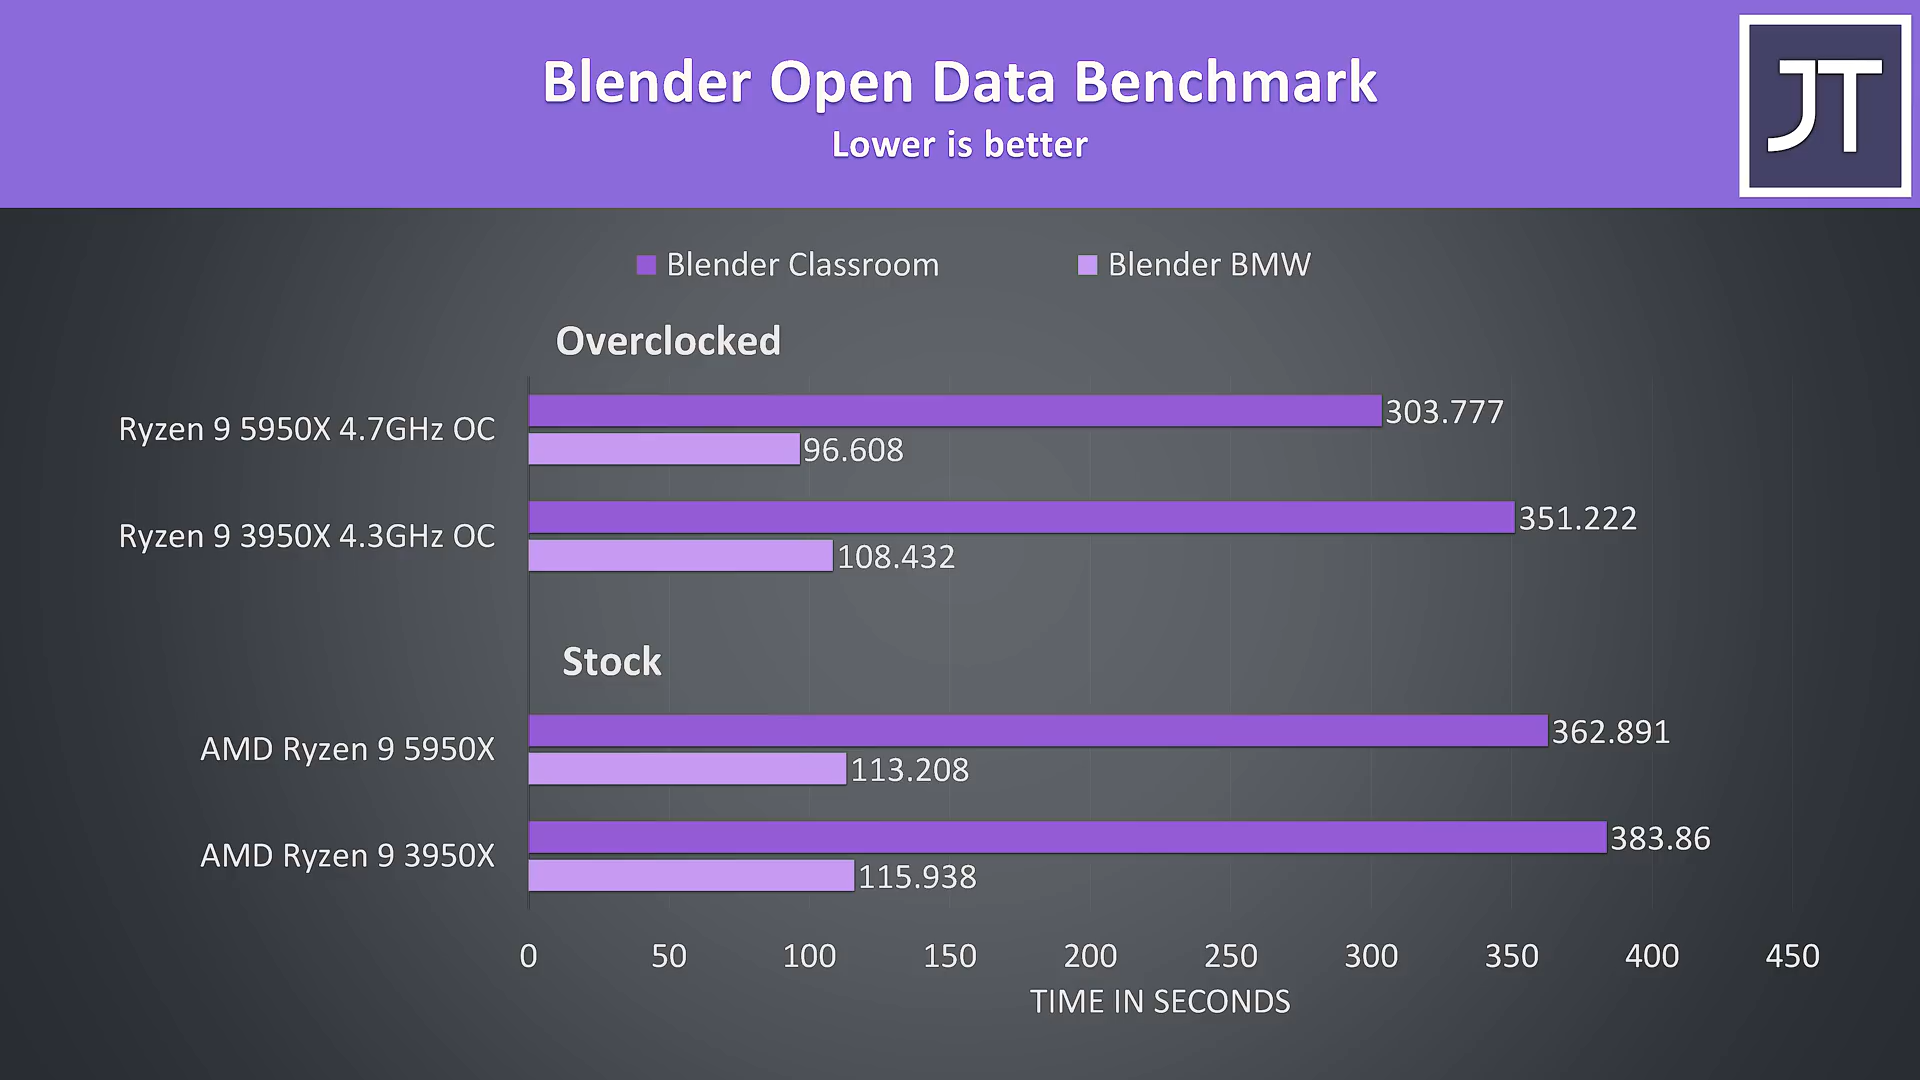 Blender Open Data Benchmark
Lower is better
JT
Blender Classroom
Blender BMW
Overclocked
Ryzen 9 5950X 4.7GHz OC
303.777
96.608
Ryzen 9 3950X 4.3GHz OC
351.222
108.432
Stock
AMD Ryzen 9 5950X
362.891
113.208
AMD Ryzen 9 3950X
383.86
115.938
0 50 100 150 200 250 300 350 400 450
TIME IN SECONDS